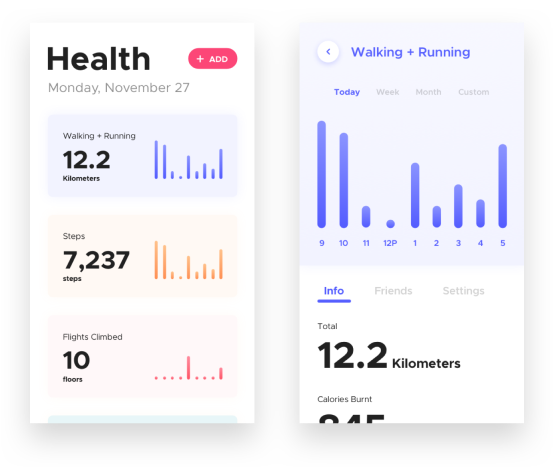 Health
+ ADD
Monday, November 27
Walking + Running
12.2
Kilometers
Steps
7,237
steps
Flights Climbed
10
floors
Walking + Running
Today Week Month Custom
9 10 11 12P 1 2 3 4 5
Info Friends Settings
Total
12.2 Kilometers
Calories Burnt